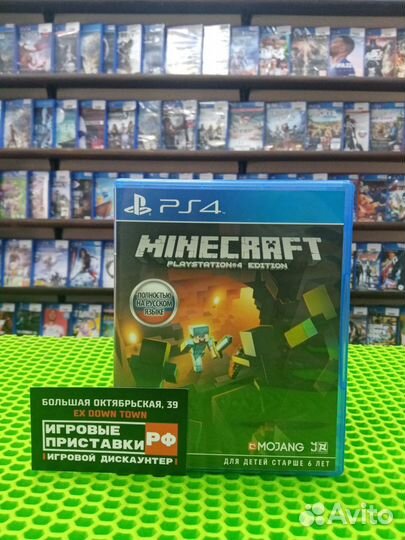 PS4
MINECRAFT
PLAYSTATION®4 EDITION
ПОЛНОСТЬЮ
НА РУССКОМ
ЯЗЫКЕ
БОЛЬШАЯ ОКТЯБРЬСКАЯ, 39
EX DOWN TOWN
ИГРОВЫЕ
ПРИСТАВКИ РФ
ИГРОВОЙ ДИСКАУНТЕР
MOJANG
ДЛЯ ДЕТЕЙ СТАРШЕ 6 ЛЕТ
Avito